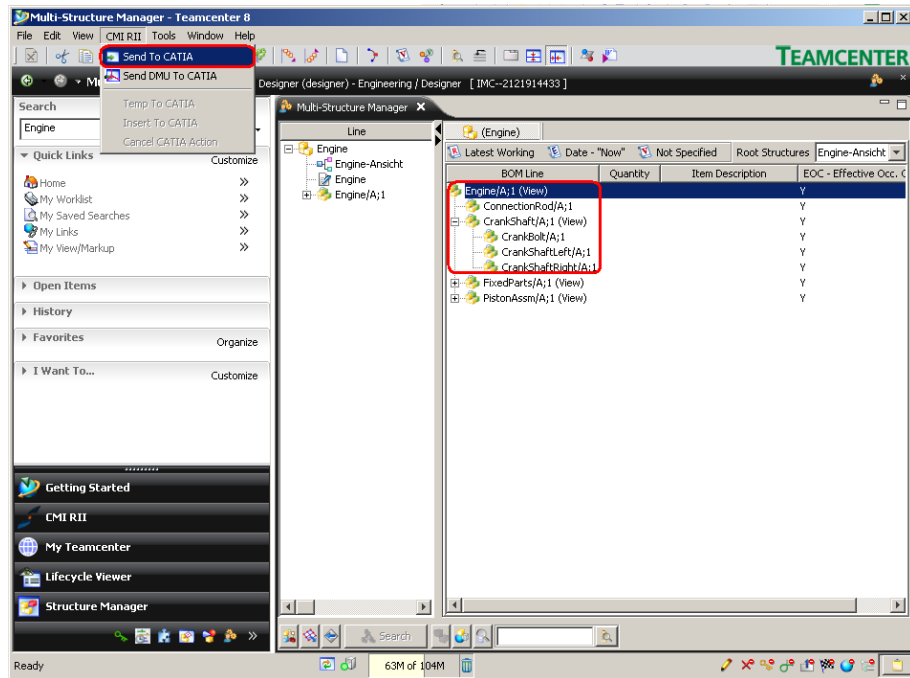 Multi-Structure Manager - Teamcenter 8
File Edit View CMI RII Tools Window Help
Send To CATIA
Send DMU To CATIA
Temp To CATIA
Insert To CATIA
Cancel CATIA Action
TEAMCENTER
signer (designer) - Engineering / Designer [ IMC--2121914433 ]
Search
Engine
Quick Links
Customize
Home
My Worklist
My Saved Searches
My Links
My View/Markup
Open Items
History
Favorites
Organize
I Want To...
Customize
Getting Started
CMI RII
My Teamcenter
Lifecycle Viewer
Structure Manager
Multi-Structure Manager
Line
Engine
Engine-Ansicht
Engine
Engine/A;1
(Engine)
Latest Working Date - "Now" Not Specified Root Structures Engine-Ansicht
BOM Line Quantity Item Description EOC - Effective Occ. C
Engine/A;1 (View) Y
ConnectionRod/A;1 Y
CrankShaft/A;1 (View) Y
CrankBolt/A;1 Y
CrankShaftLeft/A;1 Y
CrankShaftRight/A;1 Y
FixedParts/A;1 (View) Y
PistonAssm/A;1 (View) Y
Search
Ready
63M of 104M